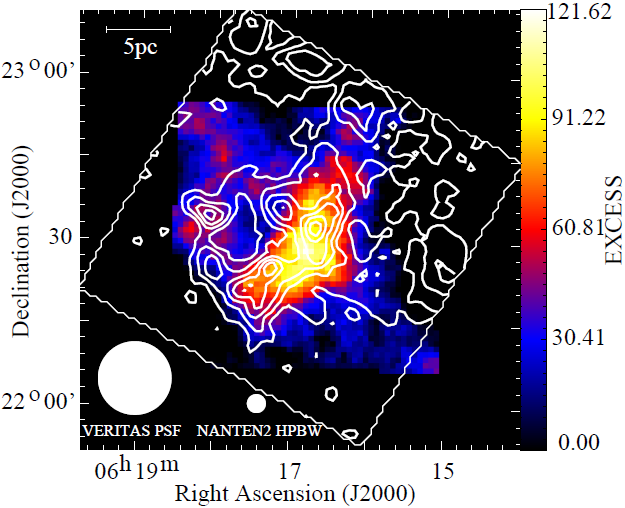 5pc
121.62
23°00'
91.22
Declination (J2000)
30
60.81
EXCESS
30.41
22°00'
VERITAS PSF
NANTEN2 HPBW
0.00
06h19m
17
15
Right Ascension (J2000)